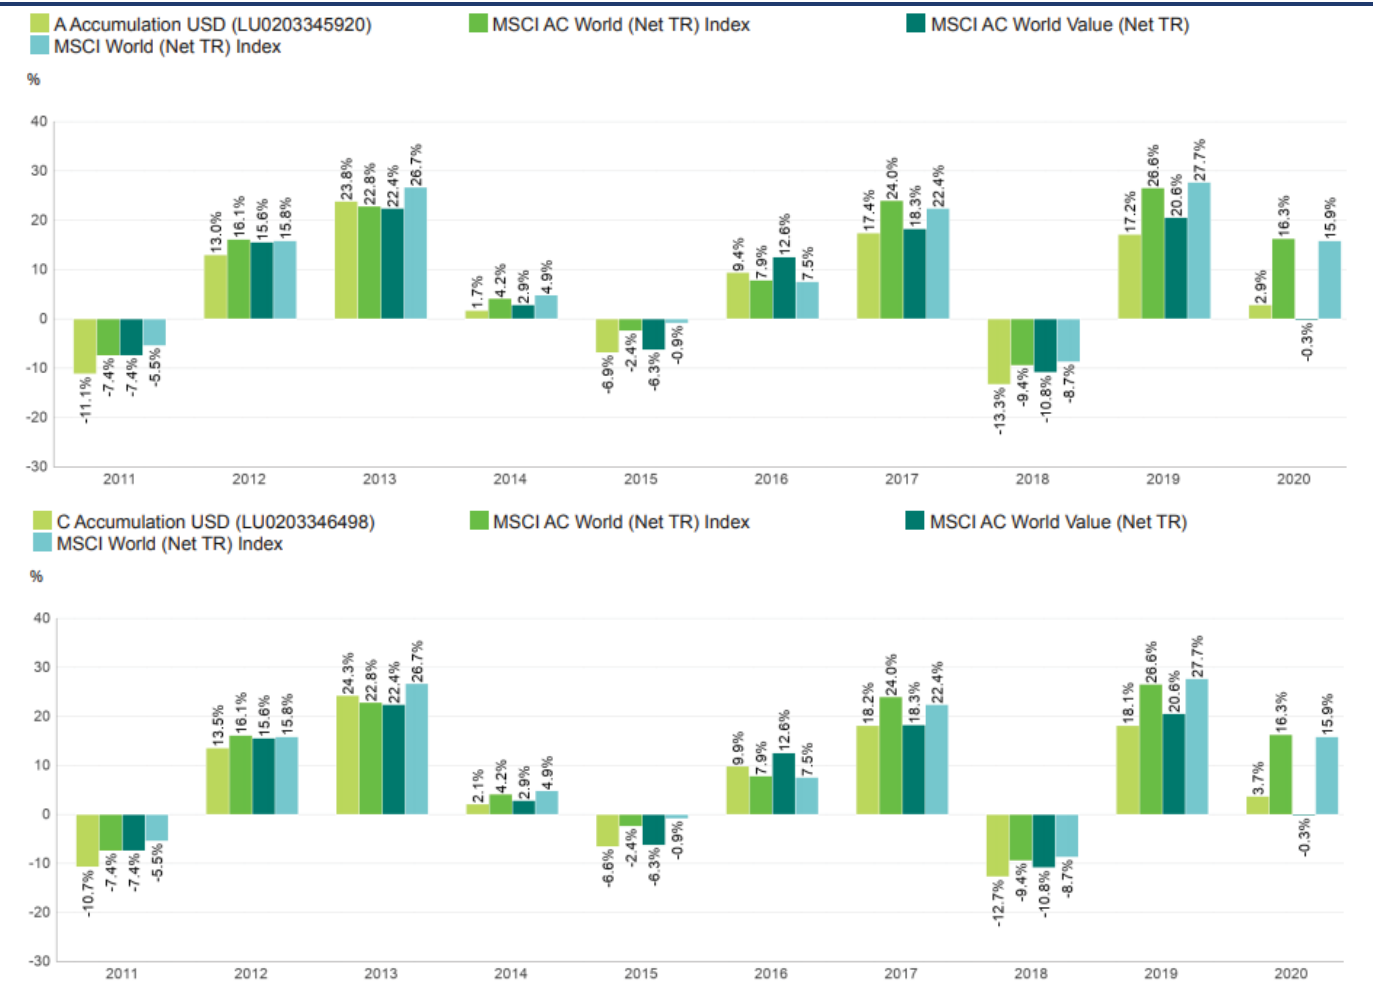 A Accumulation USD (LU0203345920) MSCI AC World (Net TR) Index MSCI AC World Value (Net TR)
MSCI World (Net TR) Index
%
40
30
20
10
0
-10
-20
-30
-11.1% -7.4% -7.4% -5.5%
13.0% 16.1% 15.6% 15.8%
23.8% 22.8% 22.4% 26.7%
1.7% 4.2% 2.9% 4.9%
-6.9% -2.4% -6.3% -0.9%
9.4% 7.9% 12.6% 7.5%
17.4% 24.0% 18.3% 22.4%
-13.3% -9.4% -10.8% -8.7%
17.2% 26.6% 20.6% 27.7%
2.9% 16.3% -0.3% 15.9%
2011 2012 2013 2014 2015 2016 2017 2018 2019 2020
C Accumulation USD (LU0203346498) MSCI AC World (Net TR) Index MSCI AC World Value (Net TR)
MSCI World (Net TR) Index
%
40
30
20
10
0
-10
-20
-30
-10.7% -7.4% -7.4% -5.5%
13.5% 16.1% 15.6% 15.8%
24.3% 22.8% 22.4% 26.7%
2.1% 4.2% 2.9% 4.9%
-6.6% -2.4% -6.3% -0.9%
9.9% 7.9% 12.6% 7.5%
18.2% 24.0% 18.3% 22.4%
-12.7% -9.4% -10.8% -8.7%
18.1% 26.6% 20.6% 27.7%
3.7% 16.3% -0.3% 15.9%
2011 2012 2013 2014 2015 2016 2017 2018 2019 2020